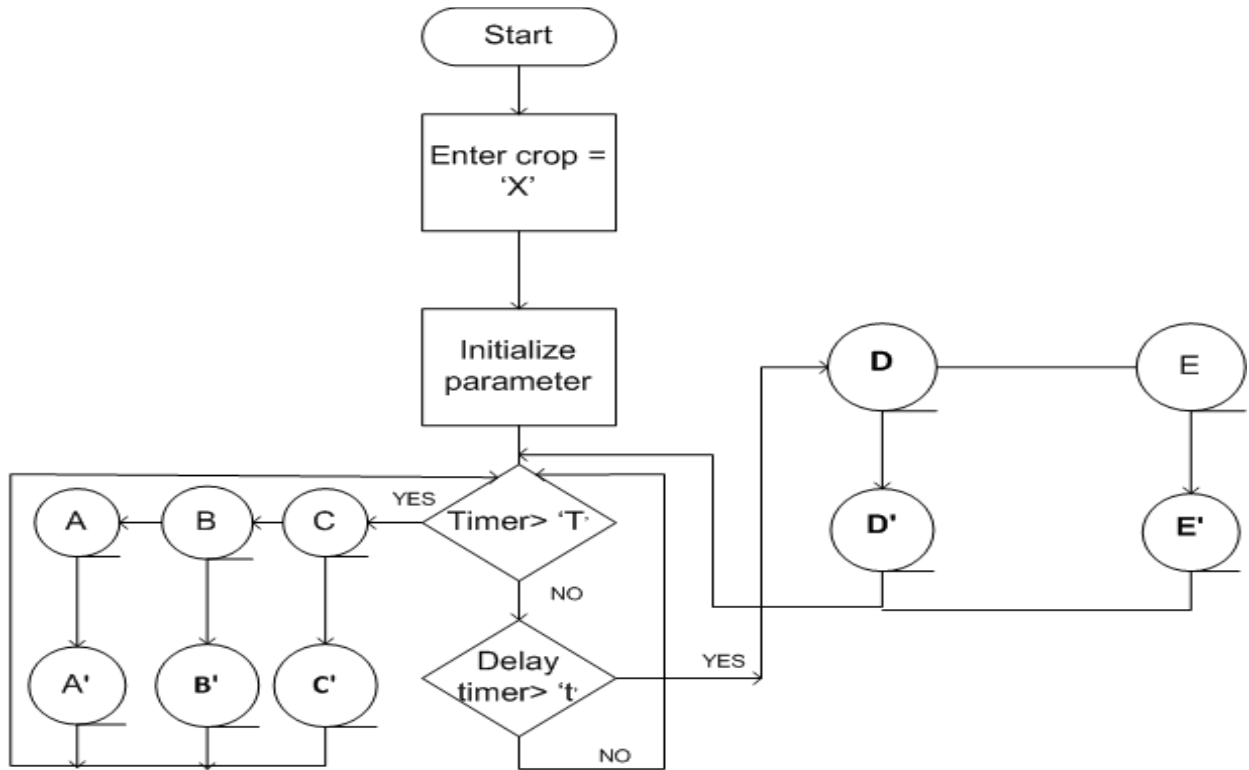 Start
Enter crop =
‘X’
Initialize
parameter
D
E
A
B
C
YES
Timer> ‘T’
D'
E'
NO
A'
B'
C'
Delay
timer> ‘t’
YES
NO